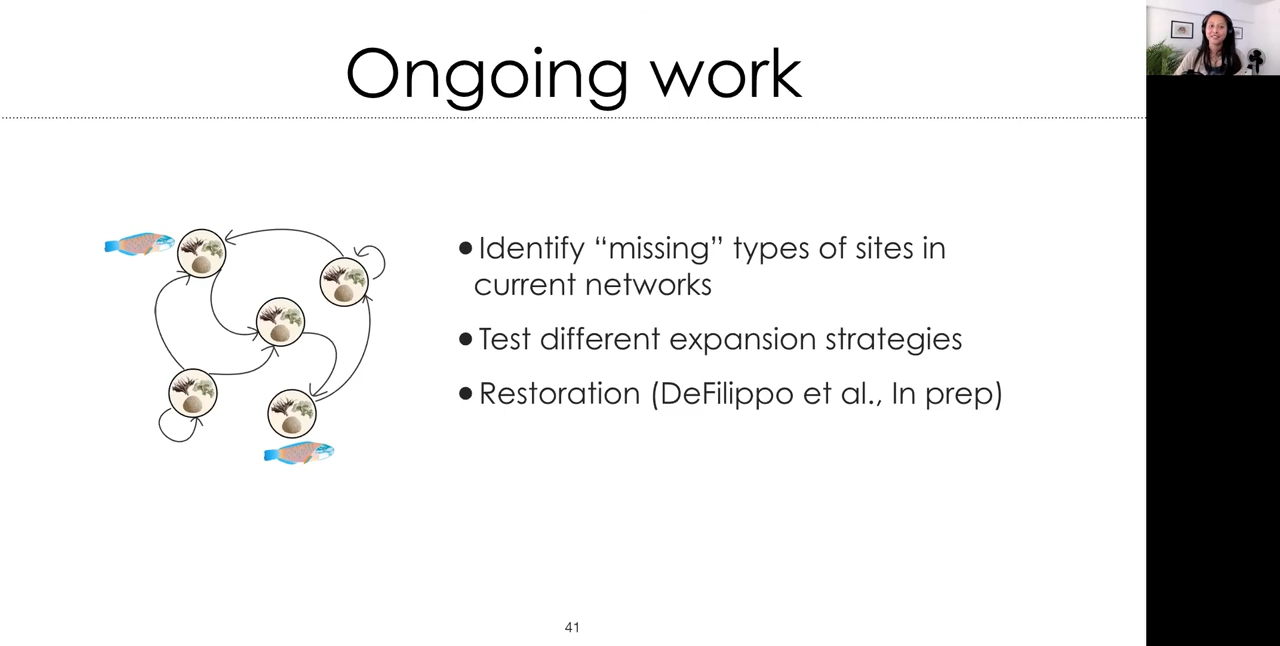 Ongoing work
●Identify “missing” types of sites in
current networks
●Test different expansion strategies
●Restoration (DeFilippo et al., In prep)
41